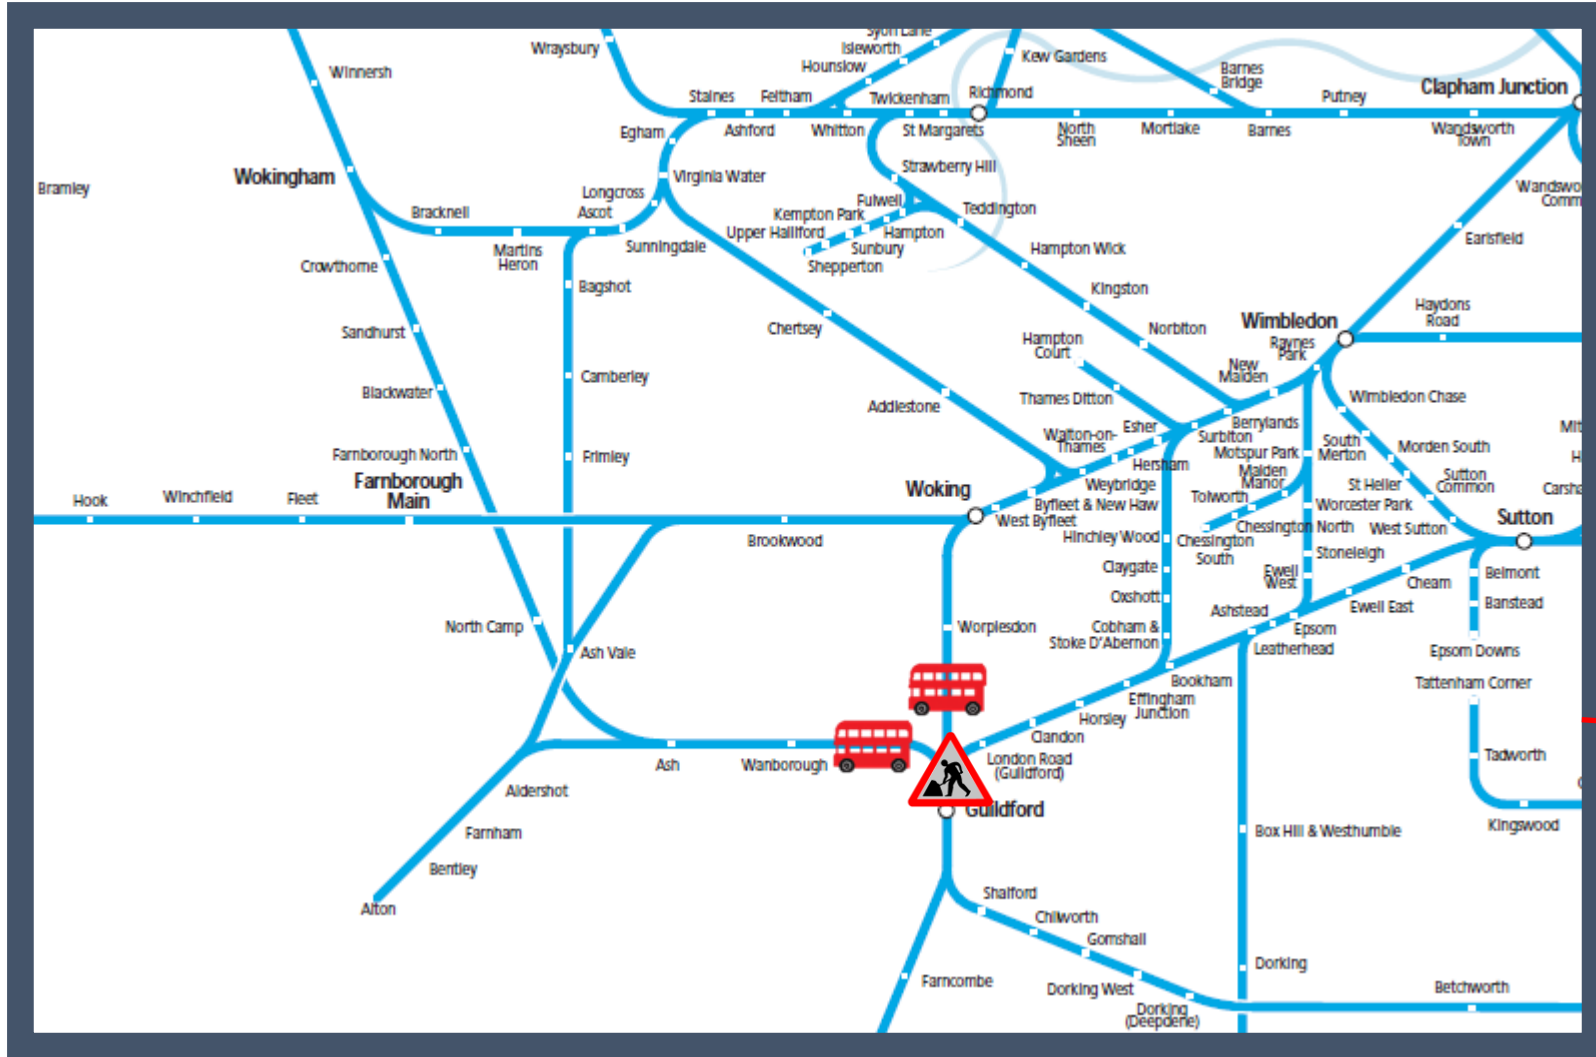 Syon Lane
Isleworth
Hounslow
Wraysbury
Kew Gardens
Barnes
Bridge
Clapham Junction
Winnersh
Staines
Feltham
Twickenham
Richmond
Putney
Egham
Ashford
Whitton
St Margarets
North
Sheen
Mortlake
Barnes
Wandsworth
Town
Wokingham
Bramley
Virginia Water
Strawberry Hill
Longcross
Fulwell
Wandswo
Comm
Bracknell
Ascot
Kempton Park
Teddington
Upper Halliford
Hampton
Martins
Heron
Sunningdale
Sunbury
Hampton Wick
Earlsfield
Crowthorne
Shepperton
Bagshot
Kingston
Chertsey
Sandhurst
Norbiton
Wimbledon
Haydons
Road
Hampton
Court
Raynes
Park
New
Malden
Camberley
Blackwater
Addlestone
Thames Ditton
Wimbledon Chase
Walton-on-
Thames
Esher
Berrylands
Surbiton
South
Merton
Mit
Farnborough North
Frimley
Hersham
Motspur Park
Morden South
H
Farnborough
Main
Malden
Manor
St Helier
Sutton
Common
Hook
Winchfield
Fleet
Woking
Weybridge
Tolworth
Carsha
Byfleet & New Haw
Worcester Park
West Byfleet
Chessington North
West Sutton
Sutton
Brookwood
Hinchley Wood
Chessington
South
Stoneleigh
Claygate
Ewell
West
Cheam
Belmont
Oxshott
Ashstead
Ewell East
Banstead
North Camp
Worplesdon
Cobham &
Stoke D'Abernon
Epsom
Ash Vale
Leatherhead
Epsom Downs
Bookham
Tattenham Corner
Effingham
Junction
Horsley
Clandon
Ash
Wanborough
London Road
(Guildford)
Tadworth
Aldershot
Guildford
Farnham
Box Hill & Westhumble
Kingswood
Bentley
Alton
Shalford
Chilworth
Gomshall
Farncombe
Dorking West
Dorking
Betchworth
Dorking
(Deepdene)